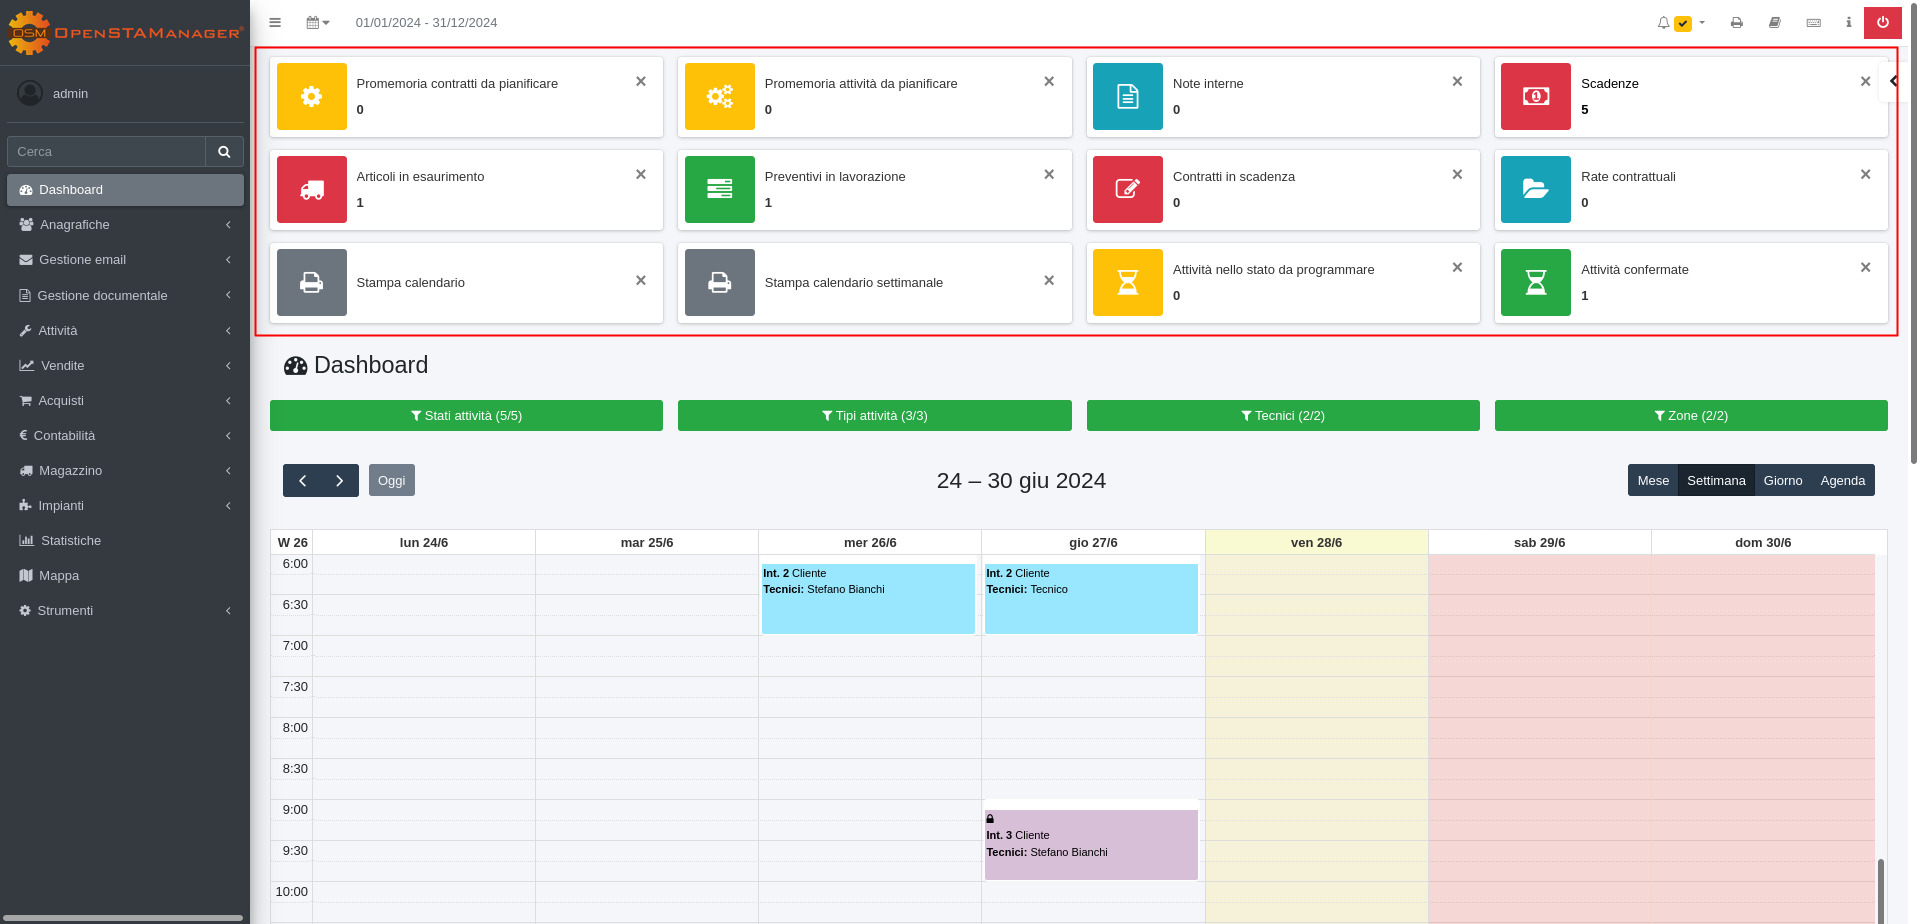 OSM OpenSTAManager®
01/01/2024 - 31/12/2024
admin
Cerca
Dashboard
Anagrafiche
Gestione email
Gestione documentale
Attività
Vendite
Acquisti
Contabilità
Magazzino
Impianti
Statistiche
Mappa
Strumenti
Promemoria contratti da pianificare
0
Promemoria attività da pianificare
0
Note interne
0
Scadenze
5
Articoli in esaurimento
1
Preventivi in lavorazione
1
Contratti in scadenza
0
Rate contrattuali
0
Stampa calendario
Stampa calendario settimanale
Attività nello stato da programmare
0
Attività confermate
1
Dashboard
Stati attività (5/5)
Tipi attività (3/3)
Tecnici (2/2)
Zone (2/2)
Oggi
24 – 30 giu 2024
Mese Settimana Giorno Agenda
W 26 lun 24/6 mar 25/6 mer 26/6 gio 27/6 ven 28/6 sab 29/6 dom 30/6
6:00
Int. 2 Cliente
Tecnici: Stefano Bianchi
Int. 2 Cliente
Tecnici: Tecnico
6:30
7:00
7:30
8:00
8:30
9:00
Int. 3 Cliente
Tecnici: Stefano Bianchi
9:30
10:00